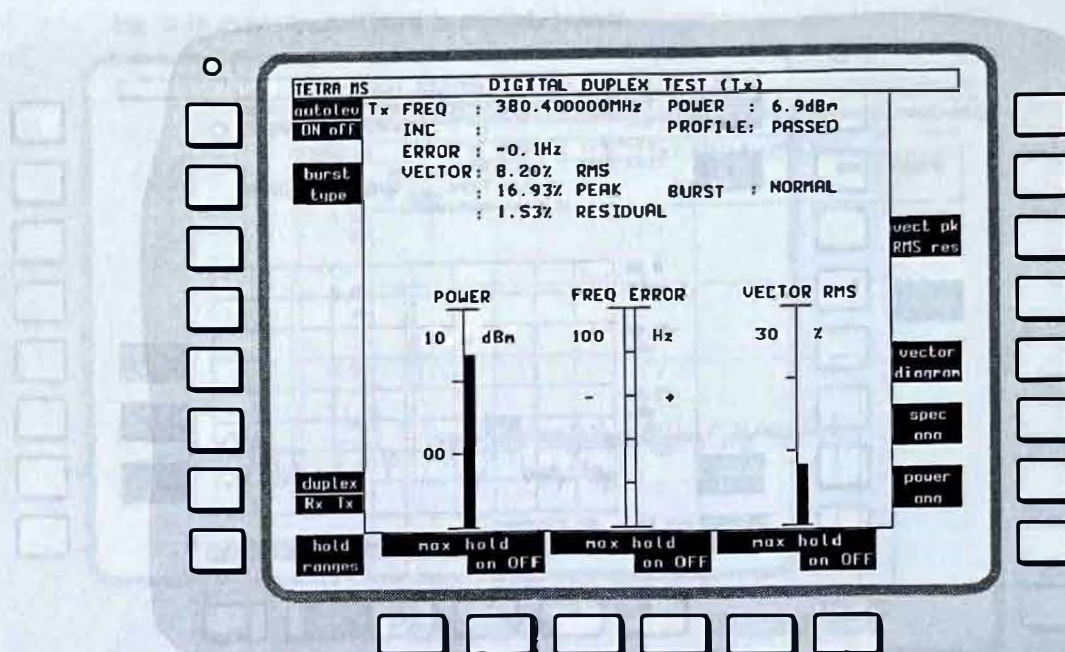 TETRA MS DIGITAL DUPLEX TEST (Tx)
autolev
ON off
Tx FREQ : 380.400000MHz POWER : 6.9dBm
INC : PROFILE: PASSED
ERROR : -0.1Hz
burst
type
VECTOR: 8.20% RMS
: 16.93% PEAK BURST : NORMAL
: 1.53% RESIDUAL
vect pk
RMS res
POWER FREQ ERROR VECTOR RMS
10 dBm 100 Hz 30 %
vector
diagram
- +
spec
ana
00
power
ana
duplex
Rx Tx
hold
ranges
max hold
on OFF
max hold
on OFF
max hold
on OFF